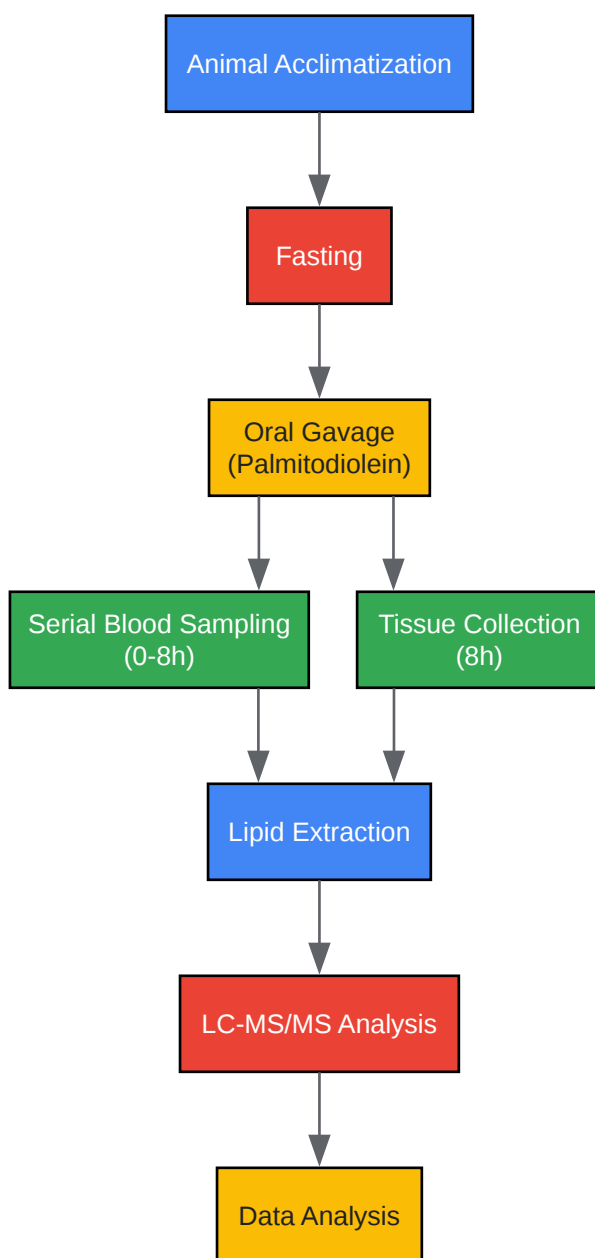 Animal Acclimatization
Fasting
Oral Gavage
(Palmitodiolein)
Serial Blood Sampling
(0-8h)
Tissue Collection
(8h)
Lipid Extraction
LC-MS/MS Analysis
Data Analysis